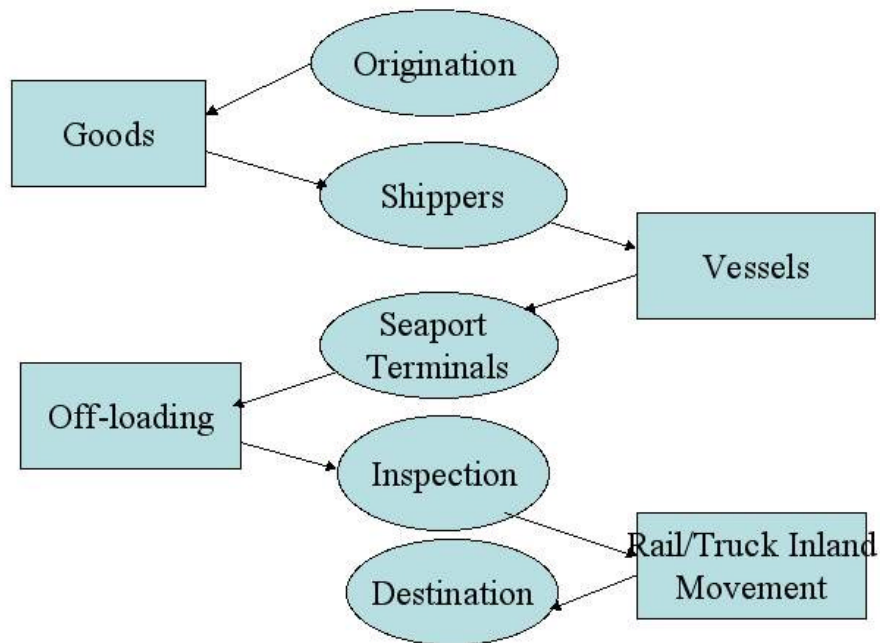 Origination
Goods
Shippers
Vessels
Seaport
Terminals
Off-loading
Inspection
Rail/Truck Inland
Movement
Destination